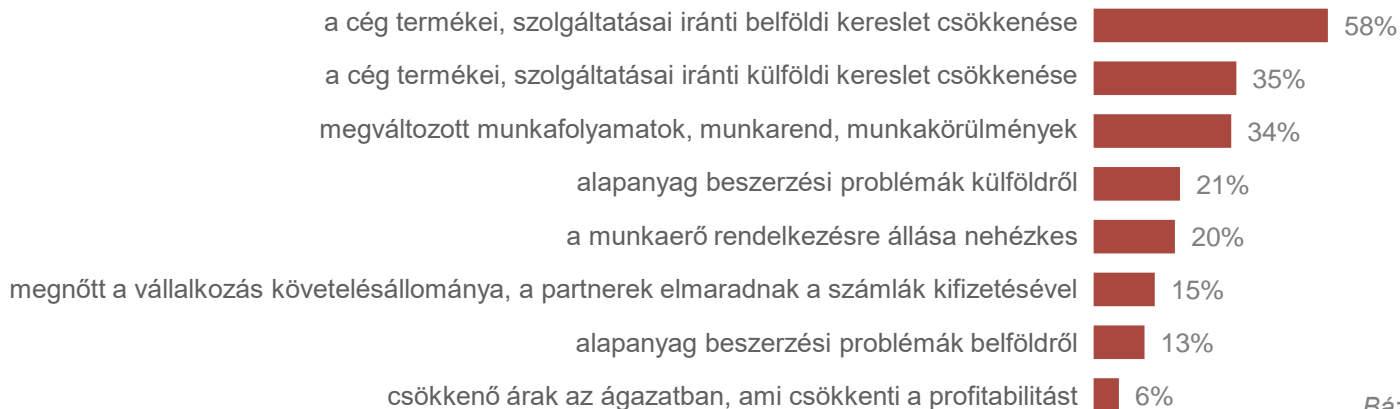 a cég termékei, szolgáltatásai iránti belföldi kereslet csökkenése 58%
a cég termékei, szolgáltatásai iránti külföldi kereslet csökkenése 35%
megváltozott munkafolyamatok, munkarend, munkakörülmények 34%
alapanyag beszerzési problémák külföldről 21%
a munkaerő rendelkezésre állása nehézkes 20%
megnőtt a vállalkozás követelésállománya, a partnerek elmaradnak a számlák kifizetésével 15%
alapanyag beszerzési problémák belföldről 13%
csökkenő árak az ágazatban, ami csökkenti a profitabilitást 6%